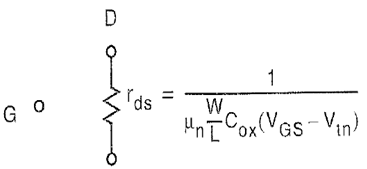 D
G
r_ds = 1 / (μ_n W/L C_ox (V_GS – V_tn))